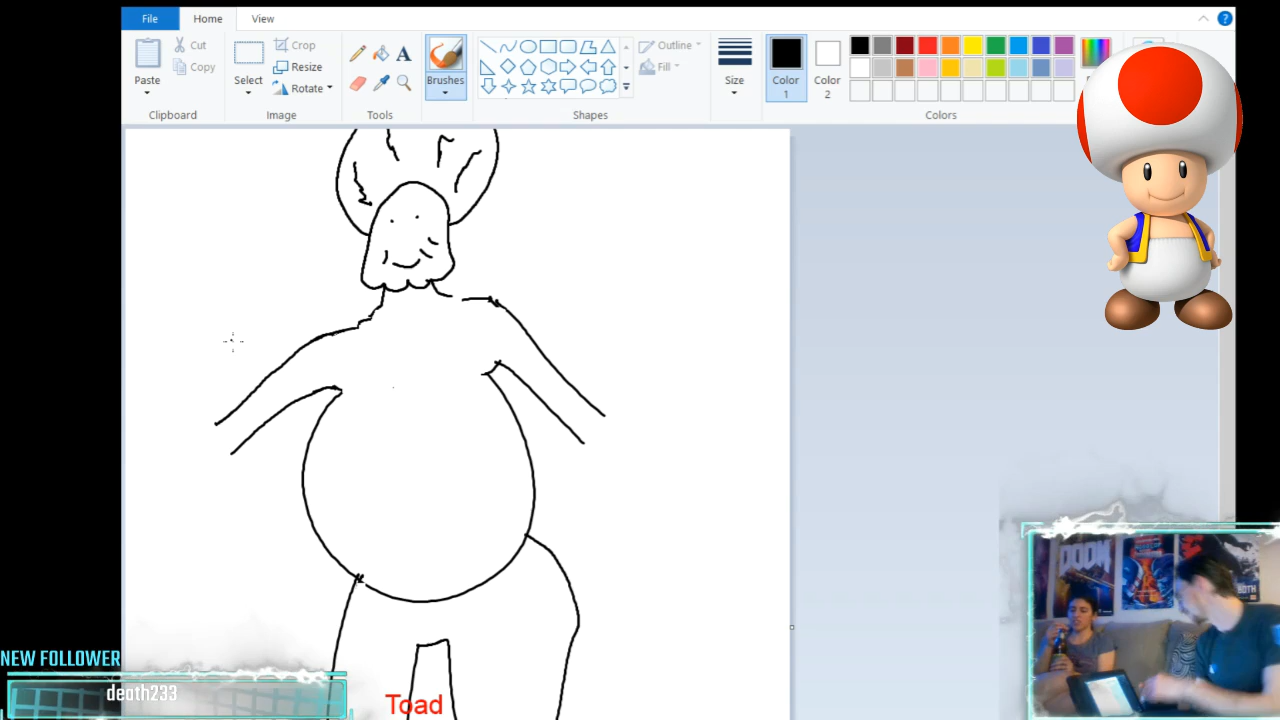 File Home View
Cut
Copy
Paste
Clipboard
Select
Crop
Resize
Rotate
Image
Tools
Brushes
Shapes
Outline
Fill
Size
Color 1
Color 2
Colors
DOOM
Toad
NEW FOLLOWER
death233